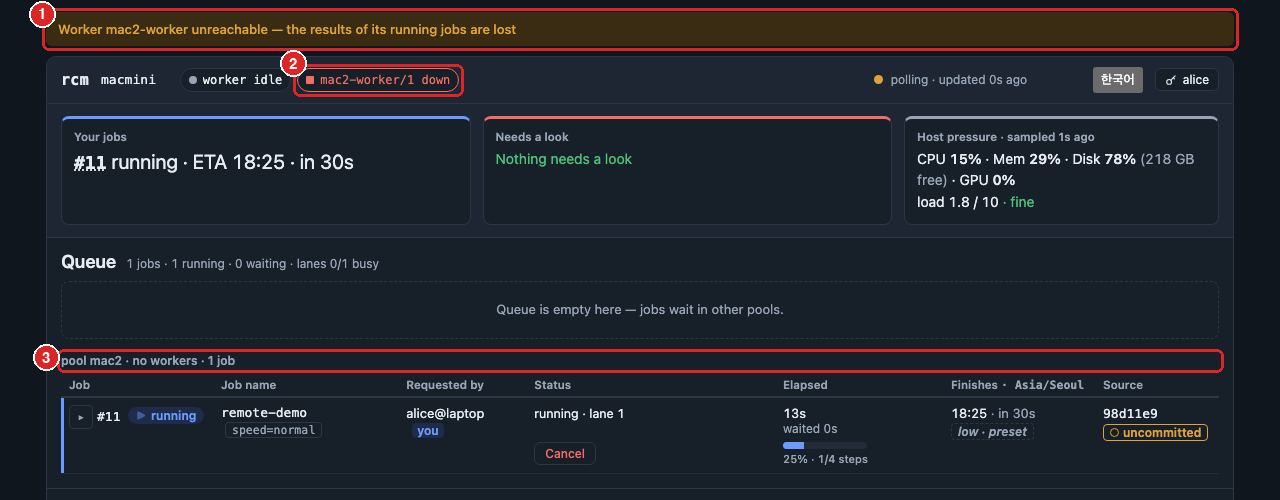 1
Worker mac2-worker unreachable — the results of its running jobs are lost
2
rcm macmini worker idle mac2-worker/1 down polling · updated 0s ago 한국어 alice
Your jobs
#11 running · ETA 18:25 · in 30s
Needs a look
Nothing needs a look
Host pressure · sampled 1s ago
CPU 15% · Mem 29% · Disk 78% (218 GB
free) · GPU 0%
load 1.8 / 10 · fine
Queue 1 jobs · 1 running · 0 waiting · lanes 0/1 busy
Queue is empty here — jobs wait in other pools.
3
pool mac2 · no workers · 1 job
Job Job name Requested by Status Elapsed Finishes · Asia/Seoul Source
#11 running remote-demo alice@laptop running · lane 1 13s 18:25 · in 30s 98d11e9
speed=normal you waited 0s low · preset uncommitted
Cancel
25% · 1/4 steps